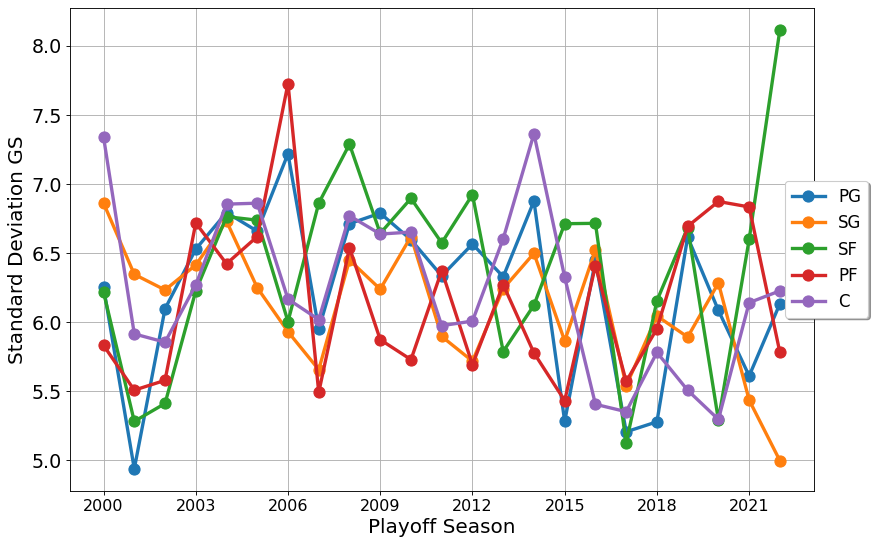 Standard Deviation GS
8.0
7.5
7.0
6.5
6.0
5.5
5.0
PG
SG
SF
PF
C
2000 2003 2006 2009 2012 2015 2018 2021
Playoff Season